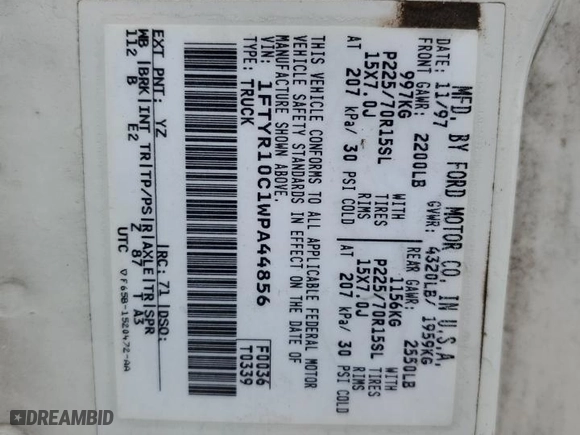 MFD. BY FORD MOTOR CO. IN U.S.A.
DATE: 11/97 GVWR: 4320LB/ 1959KG
FRONT GAWR: 2200LB REAR GAWR: 2550LB
997KG WITH 1156KG WITH
P225/70R15SL TIRES P225/70R15SL TIRES
15X7.0J RIMS 15X7.0J RIMS
AT 207 kPa/ 30 PSI COLD AT 207 kPa/ 30 PSI COLD
THIS VEHICLE CONFORMS TO ALL APPLICABLE FEDERAL MOTOR
VEHICLE SAFETY STANDARDS IN EFFECT ON THE DATE OF
MANUFACTURE SHOWN ABOVE.
VIN: 1FTYR10C1WPA44856 F0036
TYPE: TRUCK T0339
EXT PNT: YZ RC: 71 DSO:
WB BRK INT TR TP/PS R AXLE TR SPR
112 B E2 Z 87 T A3
UTC ▽F65B-1520472-AA
DREAMBID